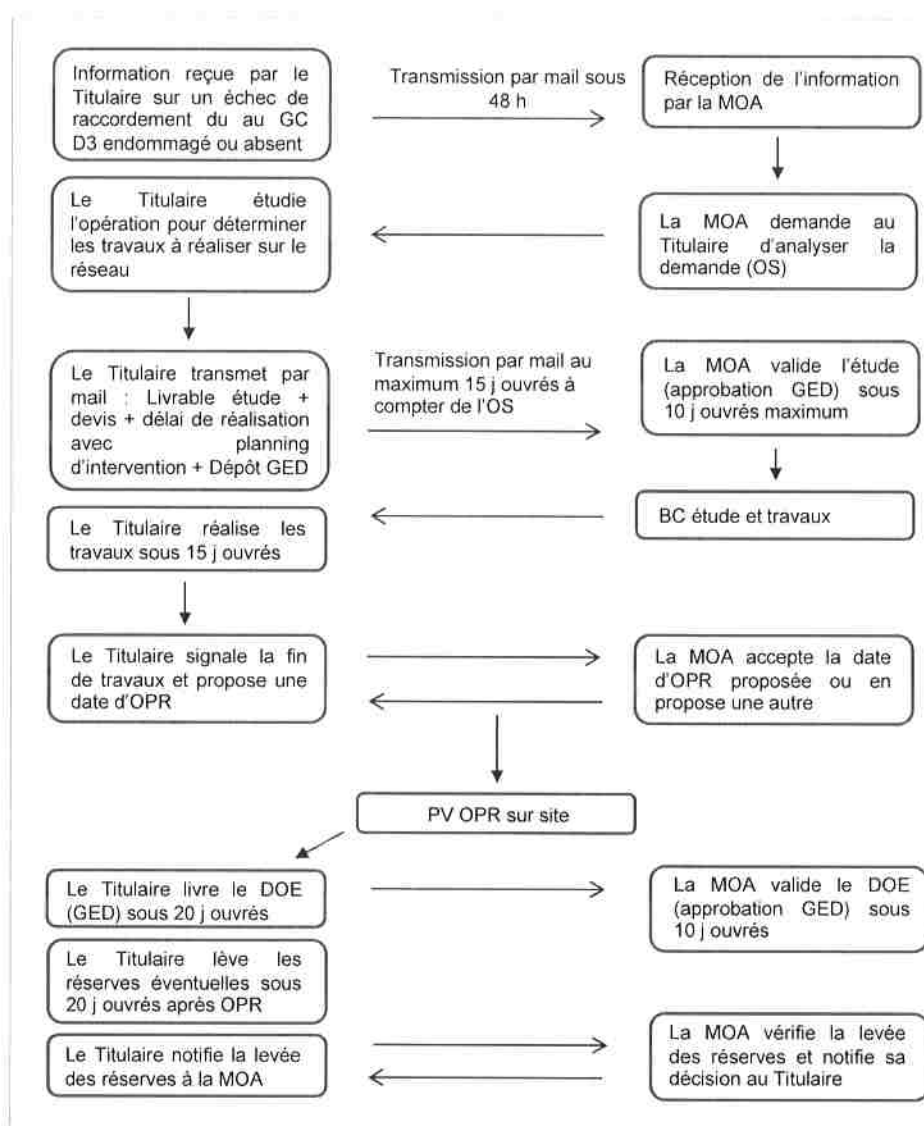 Information reçue par le
Titulaire sur un échec de
raccordement du au GC
D3 endommagé ou absent
Transmission par mail sous
48 h
Réception de l'information
par la MOA
Le Titulaire étudie
l'opération pour déterminer
les travaux à réaliser sur le
réseau
La MOA demande au
Titulaire d'analyser la
demande (OS)
Le Titulaire transmet par
mail : Livrable étude +
devis + délai de réalisation
avec planning
d'intervention + Dépôt GED
Transmission par mail au
maximum 15 j ouvrés à
compter de l'OS
La MOA valide l'étude
(approbation GED) sous
10 j ouvrés maximum
BC étude et travaux
Le Titulaire réalise les
travaux sous 15 j ouvrés
Le Titulaire signale la fin
de travaux et propose une
date d'OPR
La MOA accepte la date
d'OPR proposée ou en
propose une autre
PV OPR sur site
Le Titulaire livre le DOE
(GED) sous 20 j ouvrés
La MOA valide le DOE
(approbation GED) sous
10 j ouvrés
Le Titulaire lève les
réserves éventuelles sous
20 j ouvrés après OPR
Le Titulaire notifie la levée
des réserves à la MOA
La MOA vérifie la levée
des réserves et notifie sa
décision au Titulaire